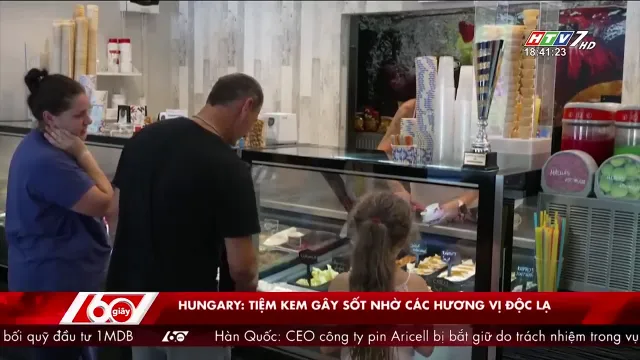 HTV7 HD
18:41:23
60 giây
HUNGARY: TIỆM KEM GÂY SỐT NHỜ CÁC HƯƠNG VỊ ĐỘC LẠ
bối quỹ đầu tư 1MDB 60 Hàn Quốc: CEO công ty pin Aricell bị bắt giữ do trách nhiệm trong vụ